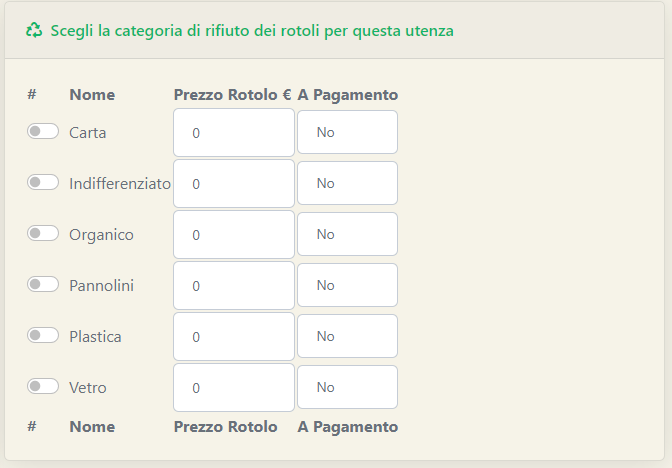 Scegli la categoria di rifiuto dei rotoli per questa utenza
# Nome Prezzo Rotolo € A Pagamento
Carta 0 No
Indifferenziato 0 No
Organico 0 No
Pannolini 0 No
Plastica 0 No
Vetro 0 No
# Nome Prezzo Rotolo A Pagamento